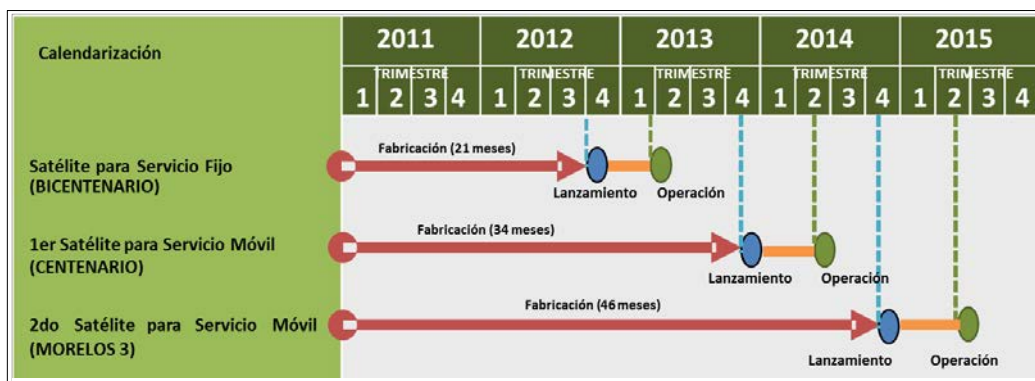 Calendarización
2011 2012 2013 2014 2015
TRIMESTRE TRIMESTRE TRIMESTRE TRIMESTRE TRIMESTRE
1 2 3 4 1 2 3 4 1 2 3 4 1 2 3 4 1 2 3 4
Satélite para Servicio Fijo
(BICENTENARIO)
Fabricación (21 meses)
Lanzamiento Operación
1er Satélite para Servicio Móvil
(CENTENARIO)
Fabricación (34 meses)
Lanzamiento Operación
2do Satélite para Servicio Móvil
(MORELOS 3)
Fabricación (46 meses)
Lanzamiento Operación